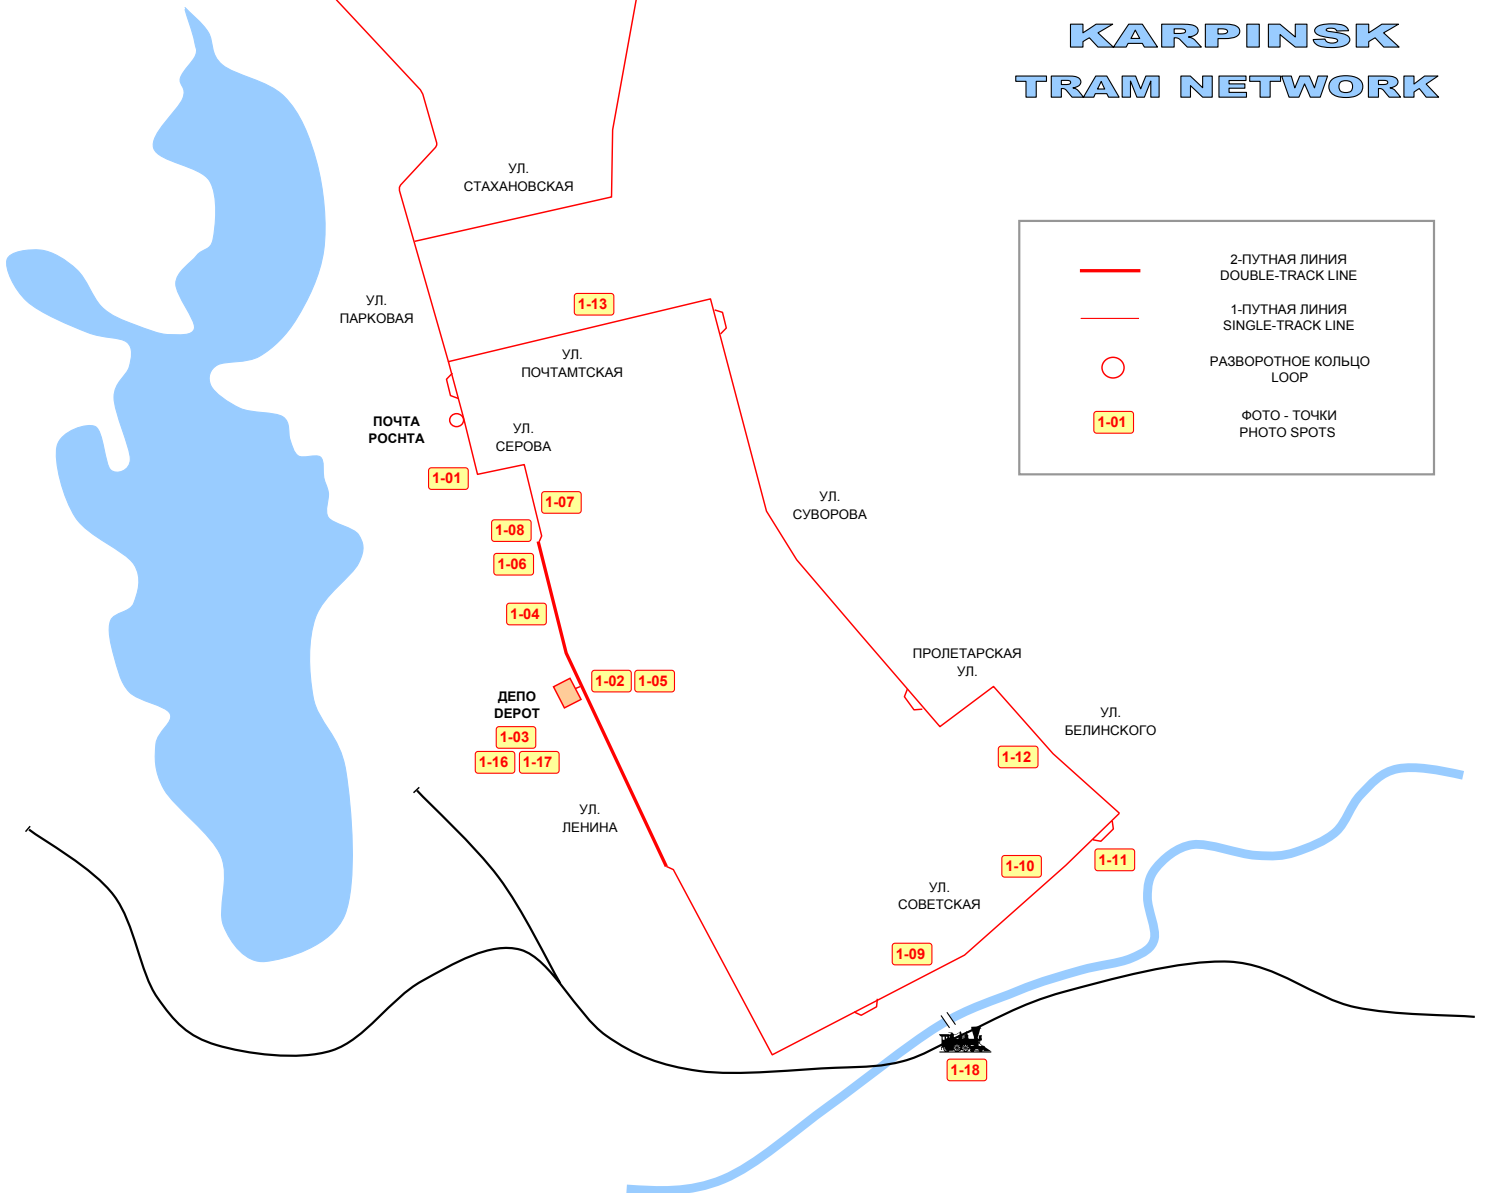 KARPINSK
TRAM NETWORK
УЛ.
СТАХАНОВСКАЯ
2-ПУТНАЯ ЛИНИЯ
DOUBLE-TRACK LINE
1-ПУТНАЯ ЛИНИЯ
SINGLE-TRACK LINE
РАЗВОРОТНОЕ КОЛЬЦО
LOOP
1-01
ФОТО - ТОЧКИ
PHOTO SPOTS
УЛ.
ПАРКОВАЯ
1-13
УЛ.
ПОЧТАМТСКАЯ
ПОЧТА
POCHTA
УЛ.
СЕРОВА
1-01
1-07
1-08
1-06
УЛ.
СУВОРОВА
1-04
ПРОЛЕТАРСКАЯ
УЛ.
1-02
1-05
ДЕПО
DEPOT
1-03
1-16
1-17
УЛ.
БЕЛИНСКОГО
1-12
УЛ.
ЛЕНИНА
1-11
1-10
УЛ.
СОВЕТСКАЯ
1-09
1-18